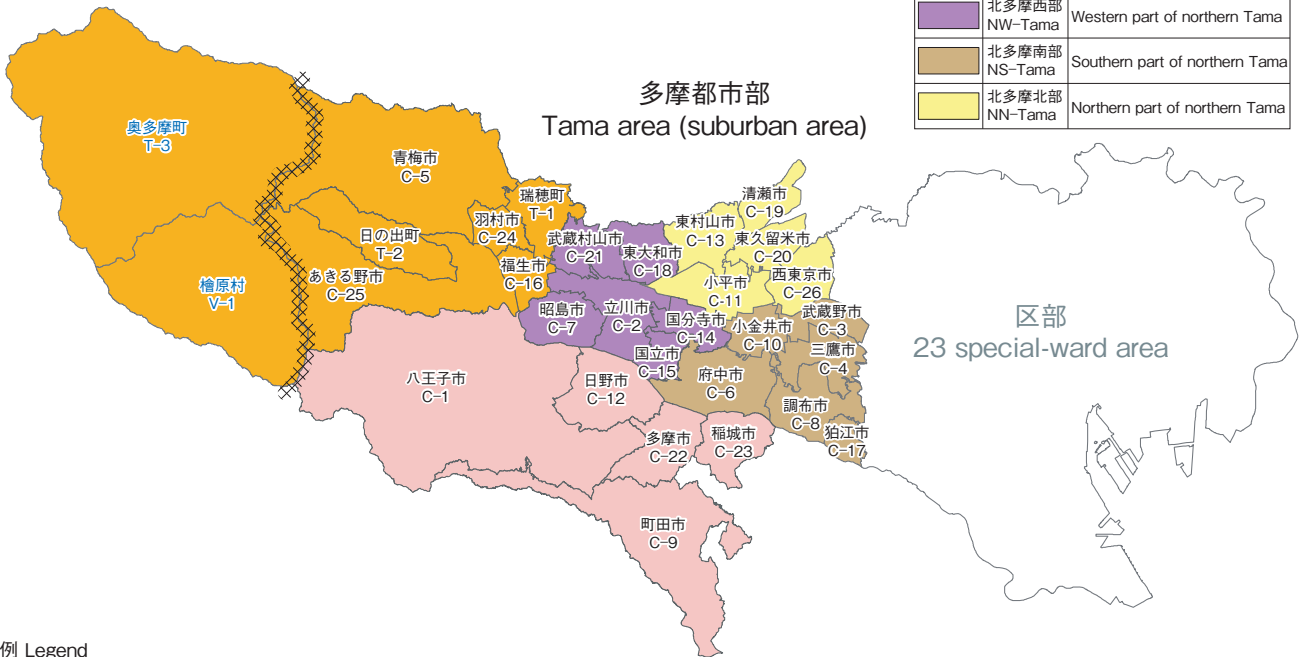 北多摩西部
NW-Tama
Western part of northern Tama
北多摩南部
NS-Tama
Southern part of northern Tama
北多摩北部
NN-Tama
Northern part of northern Tama
多摩都市部
Tama area (suburban area)
奥多摩町
T-3
青梅市
C-5
瑞穂町
T-1
清瀬市
C-19
羽村市
C-24
東村山市
C-13
日の出町
T-2
武蔵村山市
C-21
東久留米市
C-20
東大和市
C-18
福生市
C-16
西東京市
C-26
あきる野市
C-25
小平市
C-11
檜原村
V-1
昭島市
C-7
立川市
C-2
国分寺市
C-14
小金井市
C-10
武蔵野市
C-3
区部
23 special-ward area
国立市
C-15
三鷹市
C-4
八王子市
C-1
日野市
C-12
府中市
C-6
調布市
C-8
多摩市
C-22
稲城市
C-23
狛江市
C-17
町田市
C-9
例 Legend